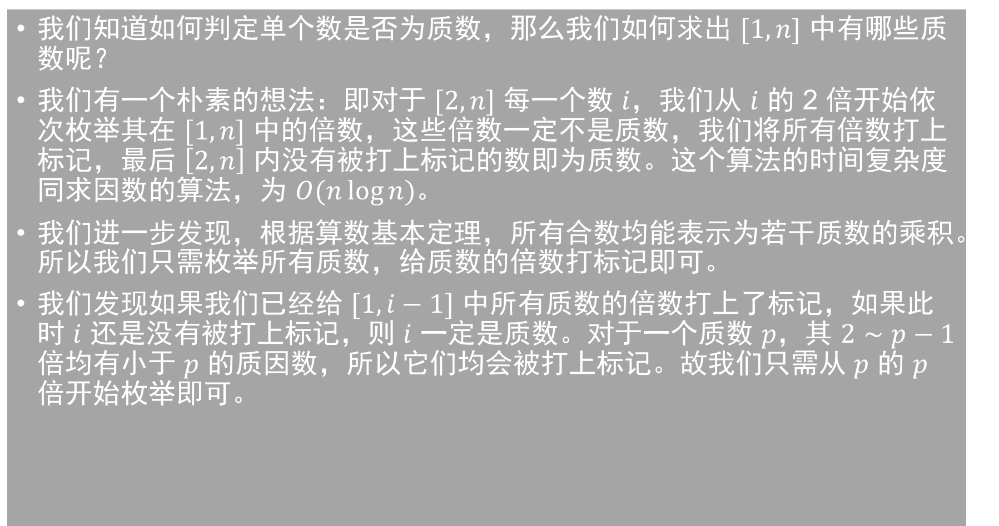 • 我们知道如何判定单个数是否为质数，那么我们如何求出 [1, n] 中有哪些质
数呢？
• 我们有一个朴素的想法：即对于 [2, n] 每一个数 i，我们从 i 的 2 倍开始依
次枚举其在 [1, n] 中的倍数，这些倍数一定不是质数，我们将所有倍数打上
标记，最后 [2, n] 内没有被打上标记的数即为质数。这个算法的时间复杂度
同求因数的算法，为 O(n log n)。
• 我们进一步发现，根据算数基本定理，所有合数均能表示为若干质数的乘积。
所以我们只需枚举所有质数，给质数的倍数打标记即可。
• 我们发现如果我们已经给 [1, i − 1] 中所有质数的倍数打上了标记，如果此
时 i 还是没有被打上标记，则 i 一定是质数。对于一个质数 p，其 2 ~ p − 1
倍均有小于 p 的质因数，所以它们均会被打上标记。故我们只需从 p 的 p
倍开始枚举即可。